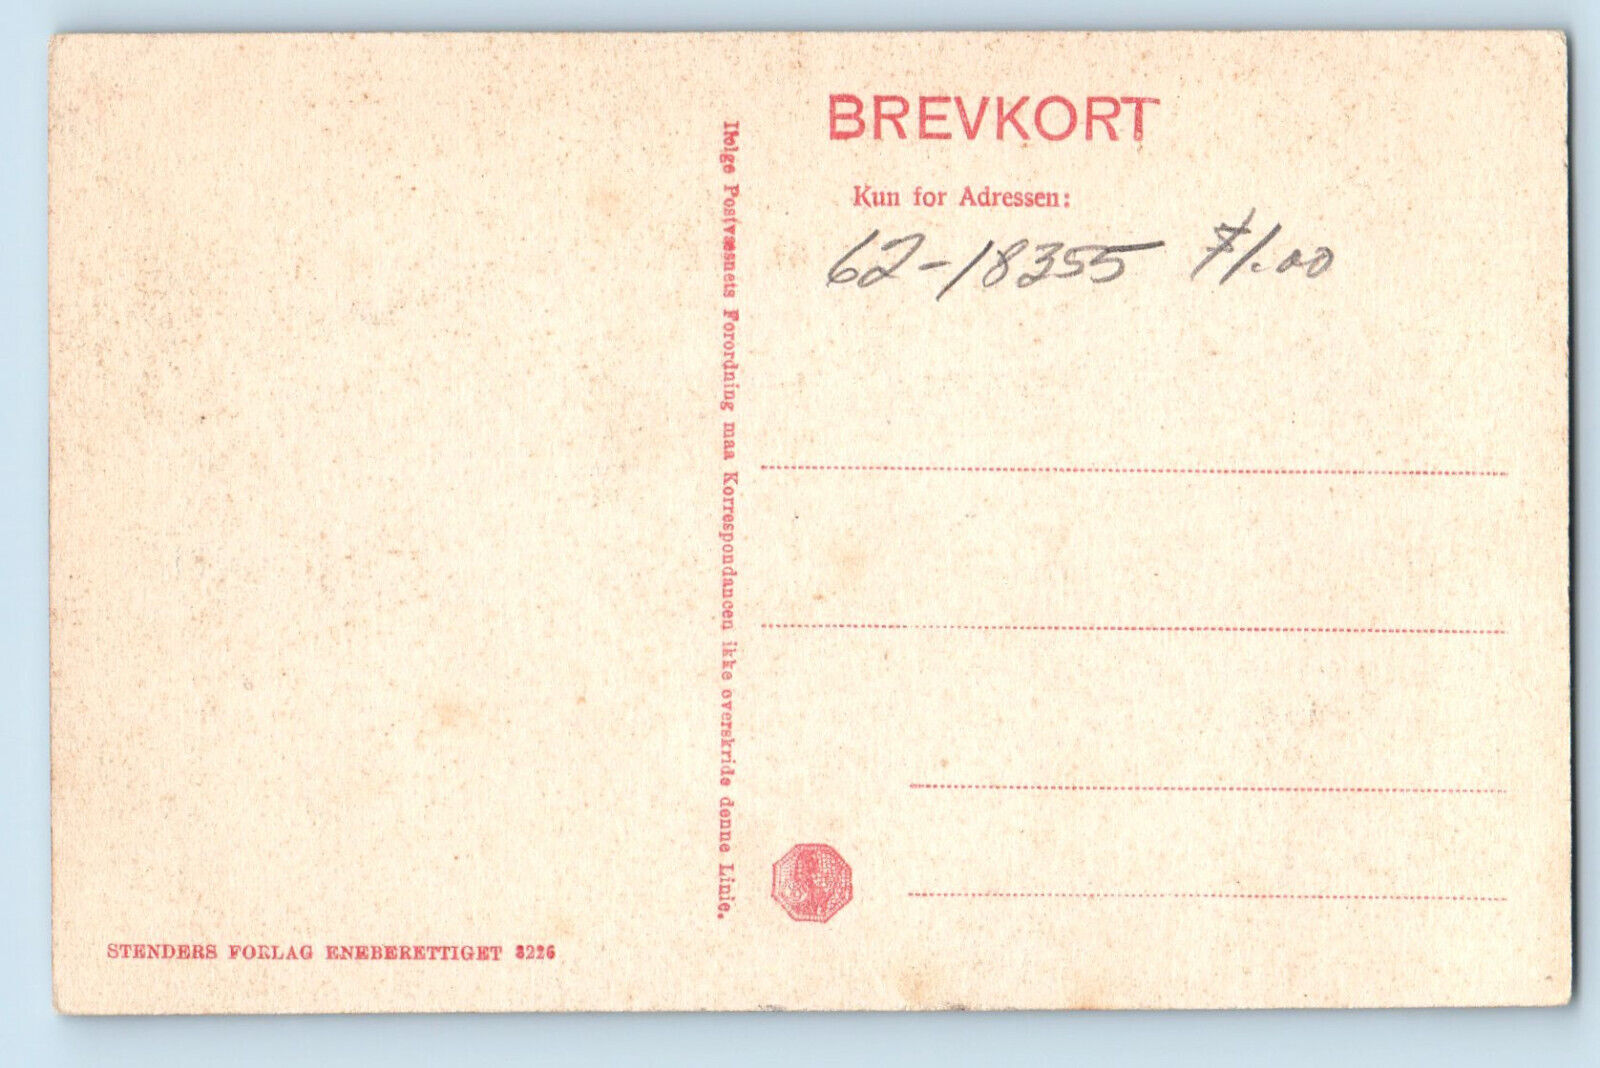 BREVKORT
Kun for Adressen:
62-18355 $1.00
Ifølge Postvæsnets Forordning maa Korrespondancen ikke overskride denne Linie.
STENDERS FORLAG ENEBERETTIGET 3226